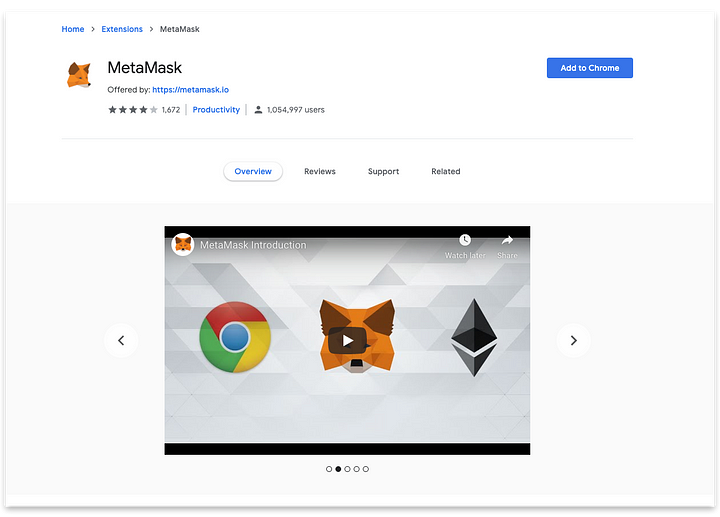 Home > Extensions > MetaMask
MetaMask
Add to Chrome
Offered by: https://metamask.io
1,672 Productivity 1,054,997 users
Overview Reviews Support Related
MetaMask Introduction
Watch later Share